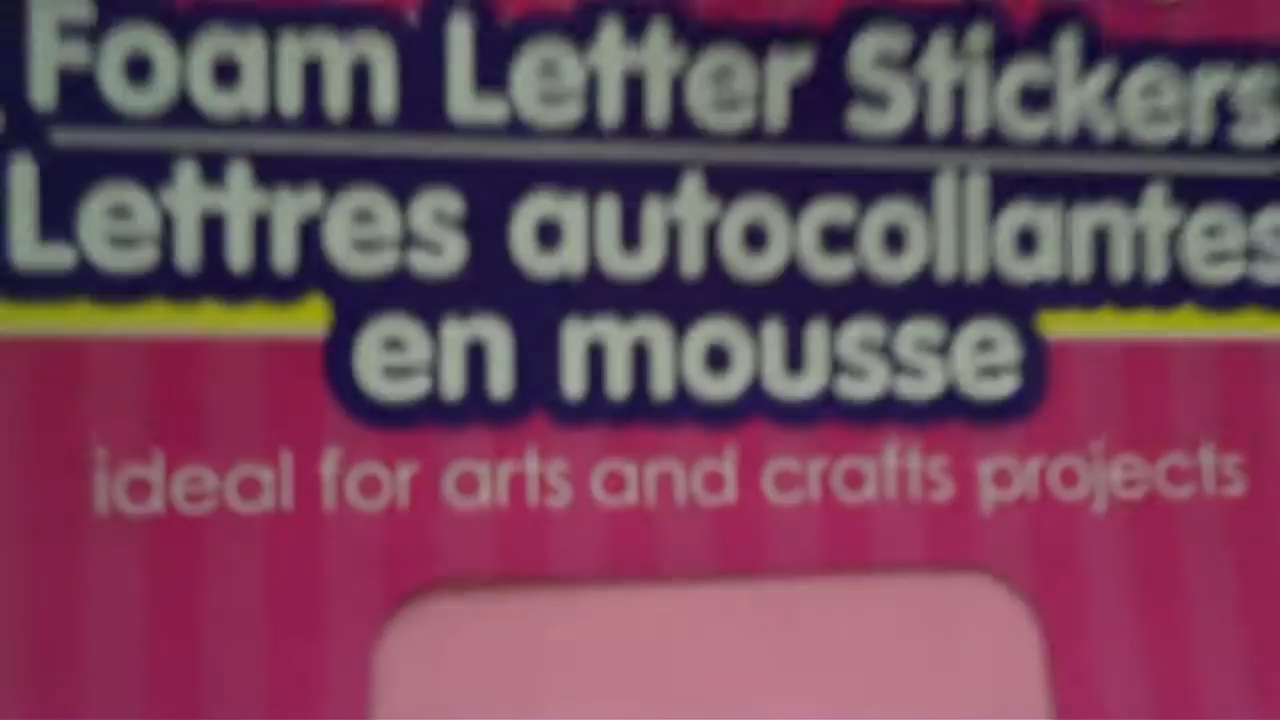 Foam Letter Stickers
Lettres autocollantes
en mousse
ideal for arts and crafts projects